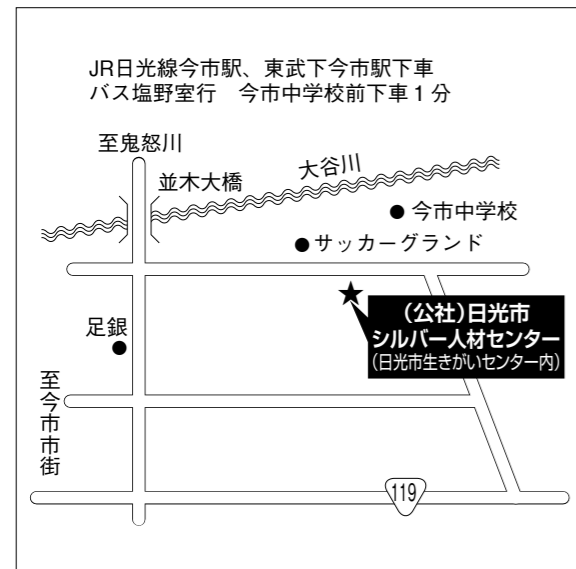 JR日光線今市駅、東武下今市駅下車
バス塩野室行　今市中学校前下車1分
至鬼怒川
並木大橋
大谷川
今市中学校
サッカーグランド
足銀
（公社）日光市
シルバー人材センター
（日光市生きがいセンター内）
至今市市街
119